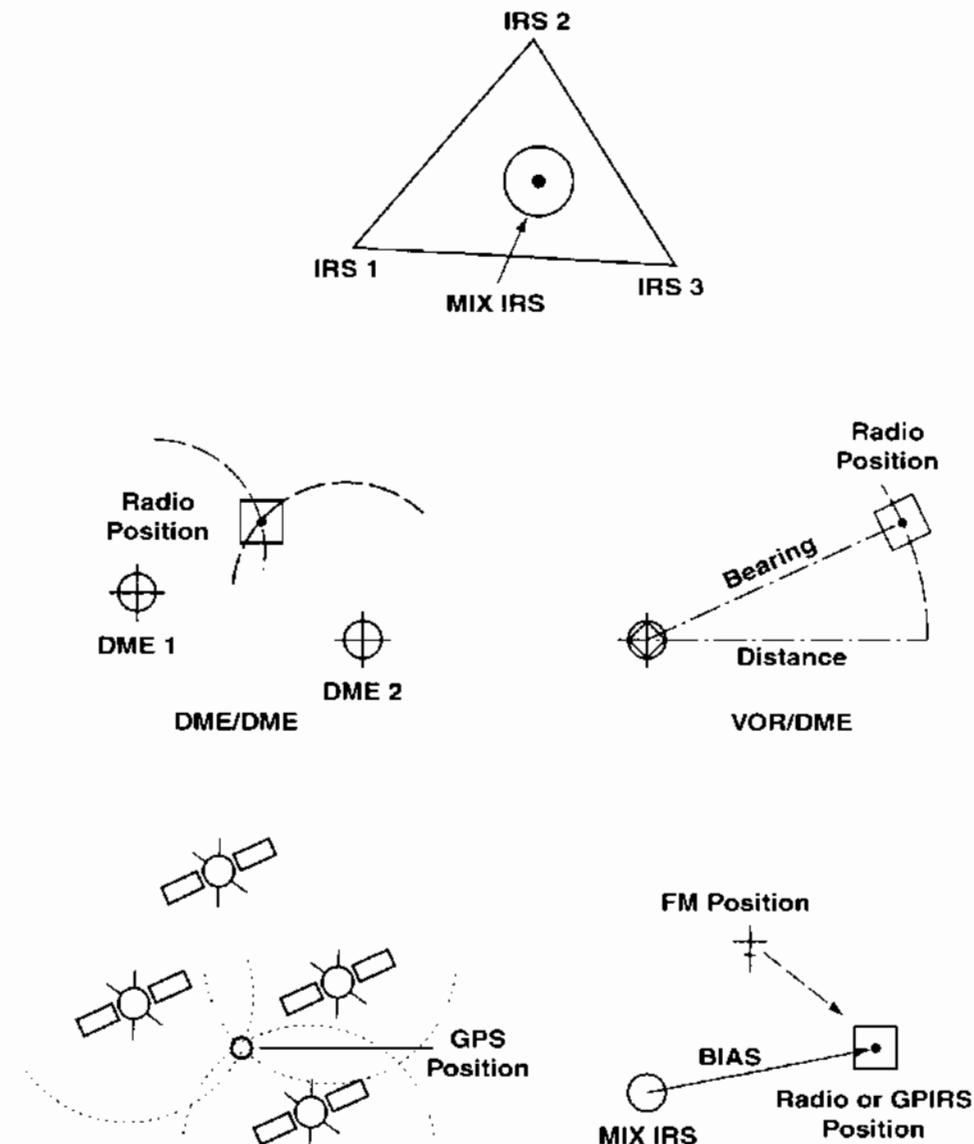 IRS 2
IRS 1
IRS 3
MIX IRS
Radio
Position
DME 1
DME 2
DME/DME
Radio
Position
Bearing
Distance
VOR/DME
GPS
Position
FM Position
BIAS
Radio or GPIRS
Position
MIX IRS